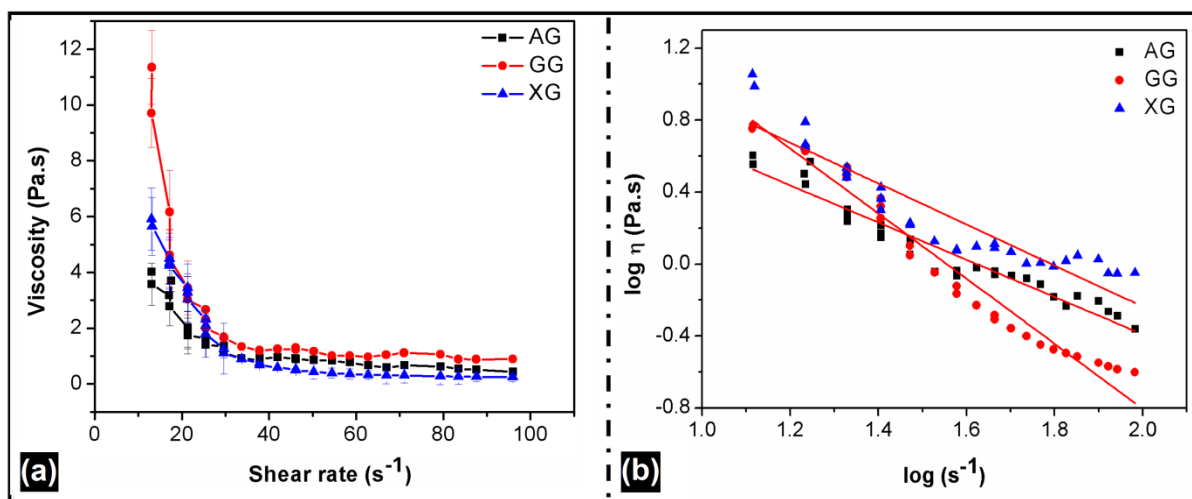 AG
GG
XG
Viscosity (Pa.s)
12
10
8
6
4
2
0
0 20 40 60 80 100
Shear rate (s⁻¹)
(a)
AG
GG
XG
log η (Pa.s)
1.2
0.8
0.4
0.0
-0.4
-0.8
1.0 1.2 1.4 1.6 1.8 2.0
log (s⁻¹)
(b)